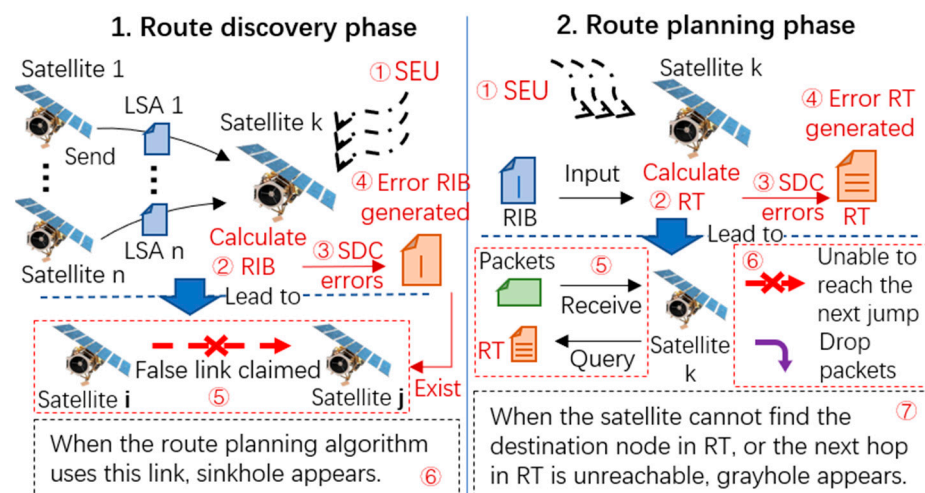 1. Route discovery phase
Satellite 1
LSA 1
Send
Satellite k
① SEU
④ Error RIB
generated
LSA n
Satellite n
Calculate
② RIB
③ SDC
errors
Lead to
False link claimed
⑤
Satellite i
Satellite j
Exist
When the route planning algorithm
uses this link, sinkhole appears.
⑥
2. Route planning phase
① SEU
Satellite k
④ Error RT
generated
RIB
Input
Calculate
② RT
③ SDC
errors
RT
Lead to
Packets
⑤
Receive
RT
Query
Satellite
k
⑥
Unable to
reach the
next jump
Drop
packets
When the satellite cannot find the
destination node in RT, or the next hop
in RT is unreachable, grayhole appears.
⑦